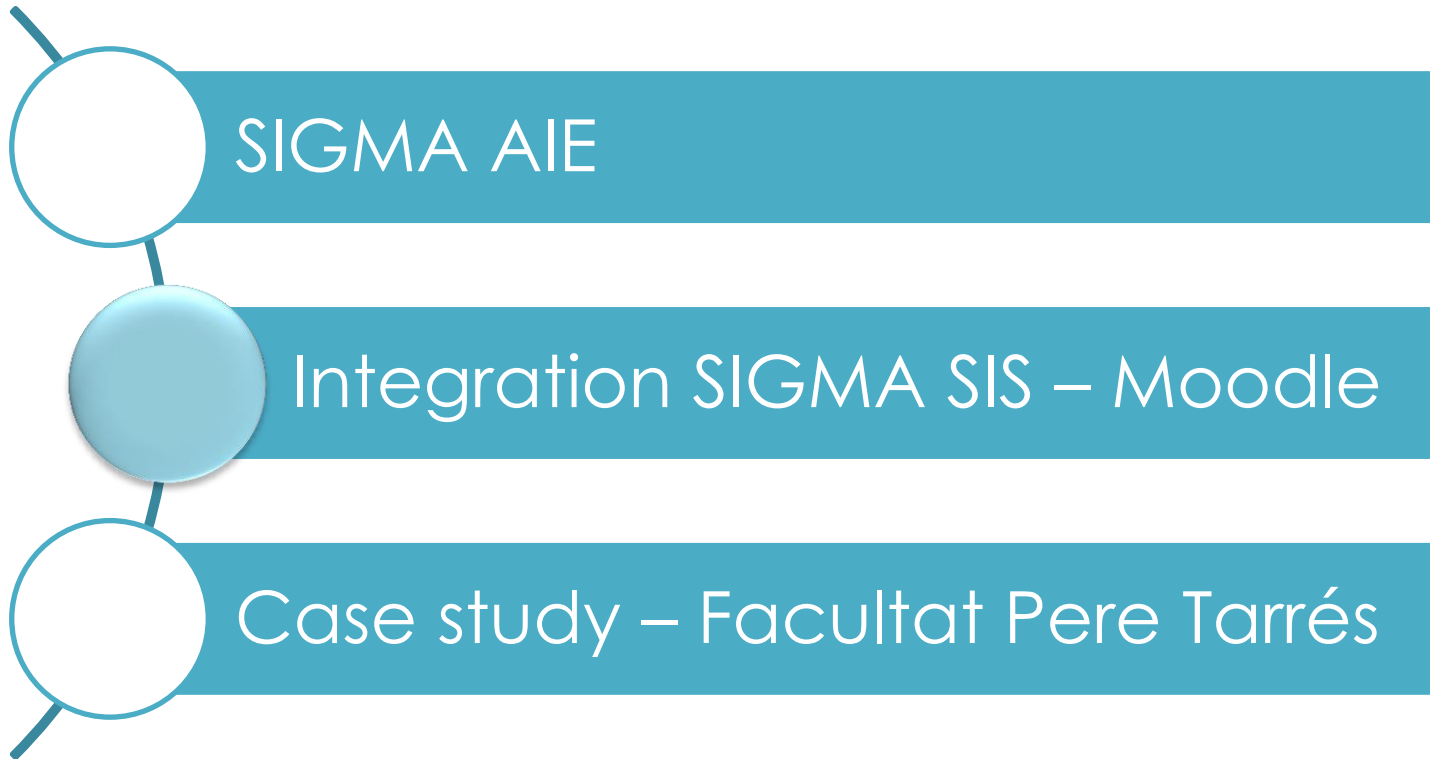 SIGMA AIE
Integration SIGMA SIS – Moodle
Case study – Facultat Pere Tarrés